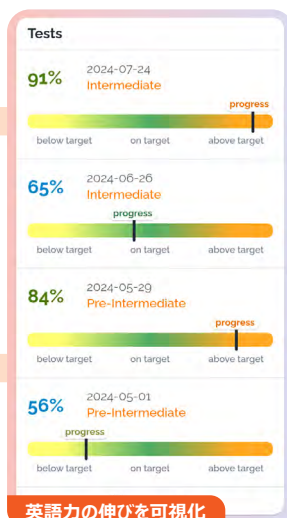 Tests
91%
2024-07-24
Intermediate
progress
below target on target above target
65%
2024-06-26
Intermediate
progress
below target on target above target
84%
2024-05-29
Pre-Intermediate
progress
below target on target above target
56%
2024-05-01
Pre-Intermediate
progress
below target on target above target
英語力の伸びを可視化